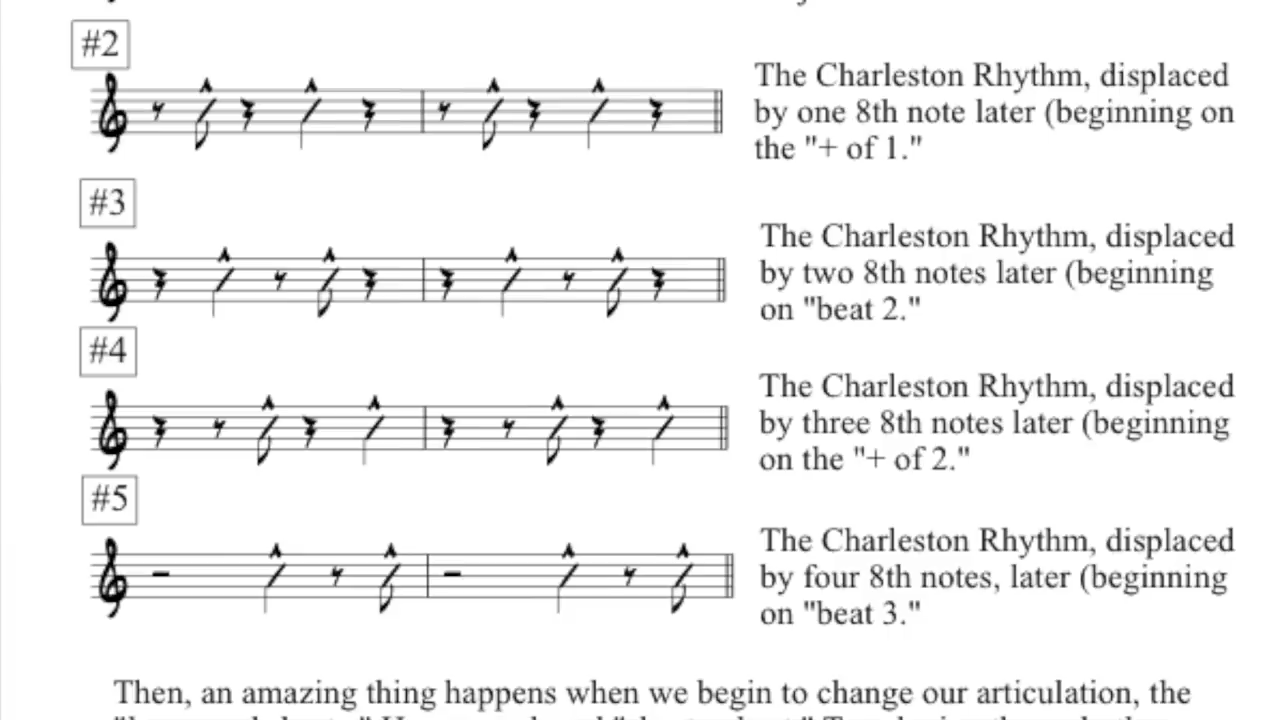 #2
The Charleston Rhythm, displaced
by one 8th note later (beginning on
the "+ of 1."
#3
The Charleston Rhythm, displaced
by two 8th notes later (beginning
on "beat 2."
#4
The Charleston Rhythm, displaced
by three 8th notes later (beginning
on the "+ of 2."
#5
The Charleston Rhythm, displaced
by four 8th notes, later (beginning
on "beat 3."
Then, an amazing thing happens when we begin to change our articulation, the